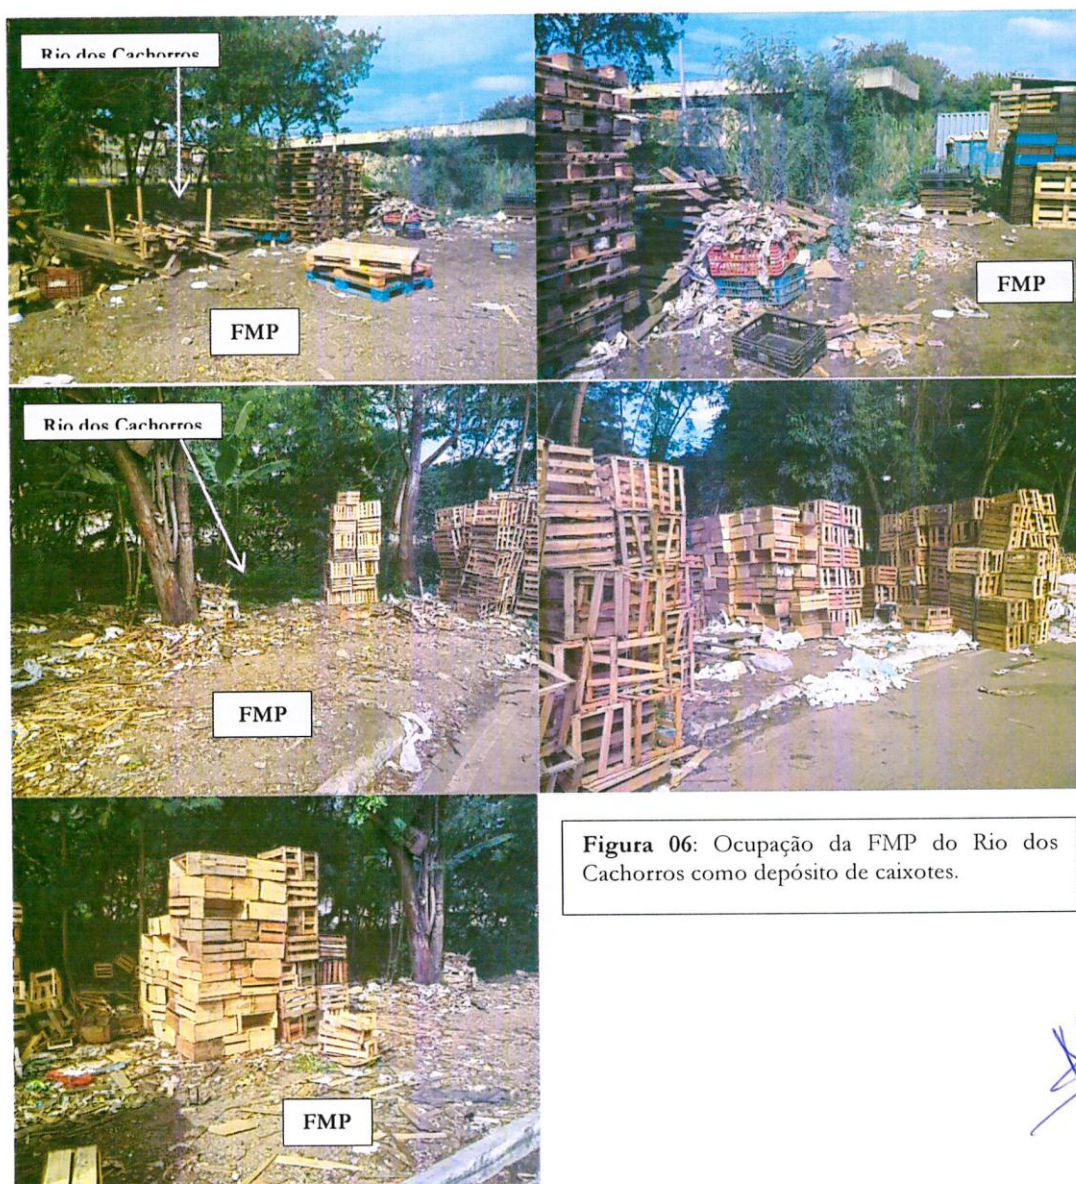 Rio dos Cachorros
FMP
FMP
Rio dos Cachorros
FMP
Figura 06: Ocupação da FMP do Rio dos
Cachorros como depósito de caixotes.
FMP